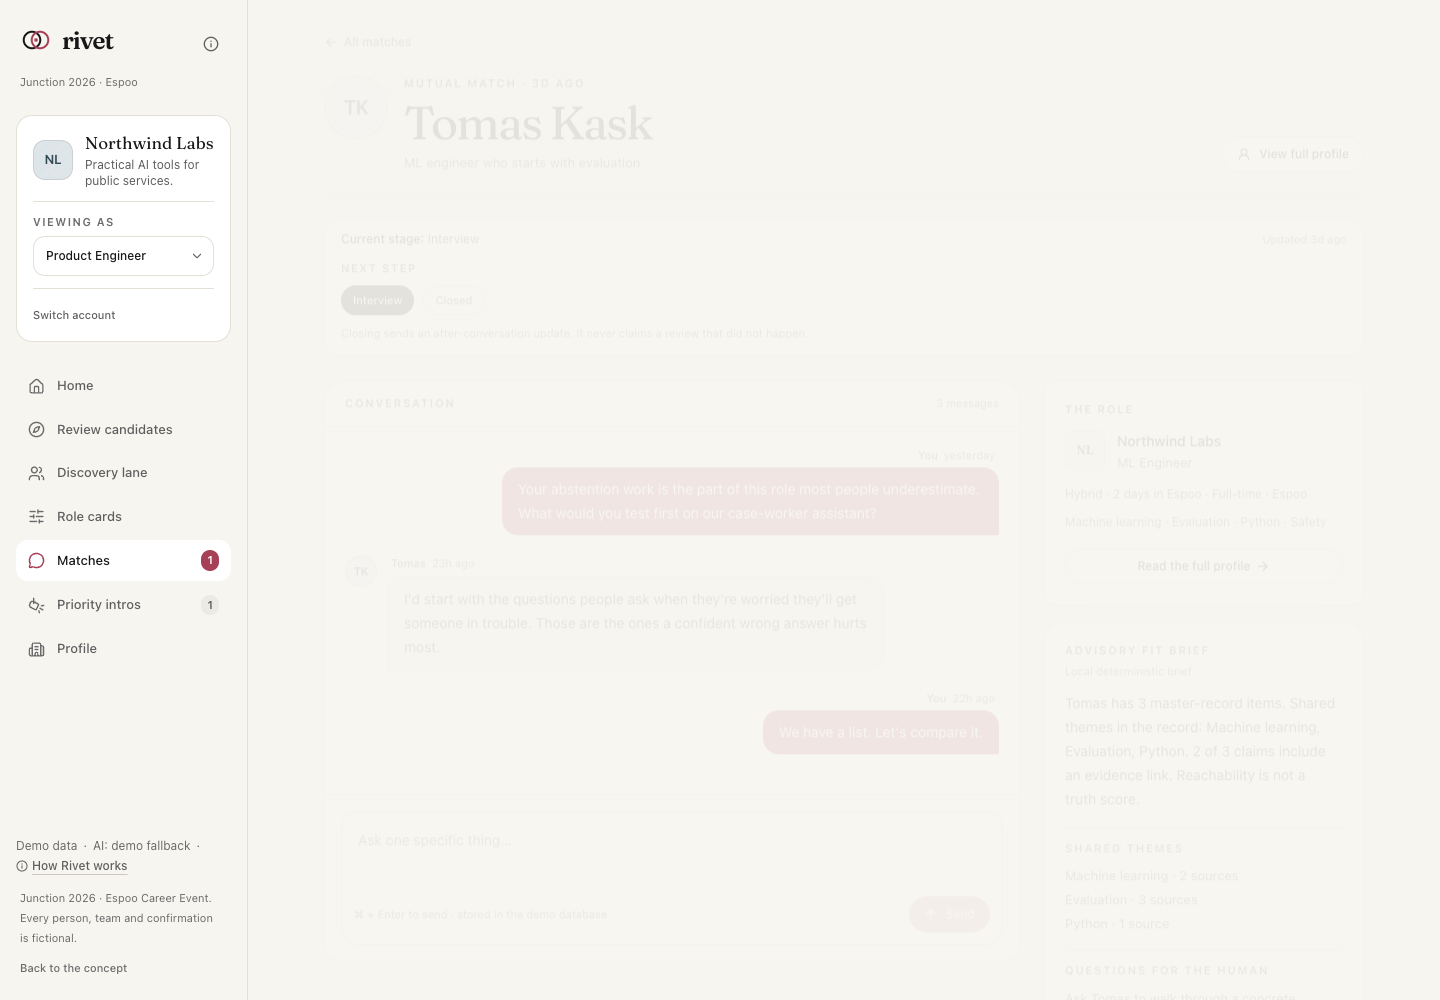 rivet
Junction 2026 · Espoo
NL
Northwind Labs
Practical AI tools for
public services.
VIEWING AS
Product Engineer
Switch account
Home
Review candidates
Discovery lane
Role cards
Matches
1
Priority intros
1
Profile
Demo data · AI: demo fallback ·
How Rivet works
Junction 2026 · Espoo Career Event.
Every person, team and confirmation
is fictional.
Back to the concept
← All matches
TK
MUTUAL MATCH · 3D AGO
Tomas Kask
ML engineer who starts with evaluation
View full profile
Current stage: Interview
Updated 3d ago
NEXT STEP
Interview
Closed
Closing sends an after-conversation update. It never claims a review that did not happen.
CONVERSATION
3 messages
You yesterday
Your abstention work is the part of this role most people underestimate.
What would you test first on our case-worker assistant?
TK
Tomas 23h ago
I'd start with the questions people ask when they're worried they'll get
someone in trouble. Those are the ones a confident wrong answer hurts
most.
You 22h ago
We have a list. Let's compare it.
Ask one specific thing…
⌘ + Enter to send · stored in the demo database
Send
THE ROLE
NL
Northwind Labs
ML Engineer
Hybrid · 2 days in Espoo · Full-time · Espoo
Machine learning · Evaluation · Python · Safety
Read the full profile →
ADVISORY FIT BRIEF
Local deterministic brief
Tomas has 3 master-record items. Shared
themes in the record: Machine learning,
Evaluation, Python. 2 of 3 claims include
an evidence link. Reachability is not a
truth score.
SHARED THEMES
Machine learning · 2 sources
Evaluation · 3 sources
Python · 1 source
QUESTIONS FOR THE HUMAN
Ask Tomas to walk through a concrete